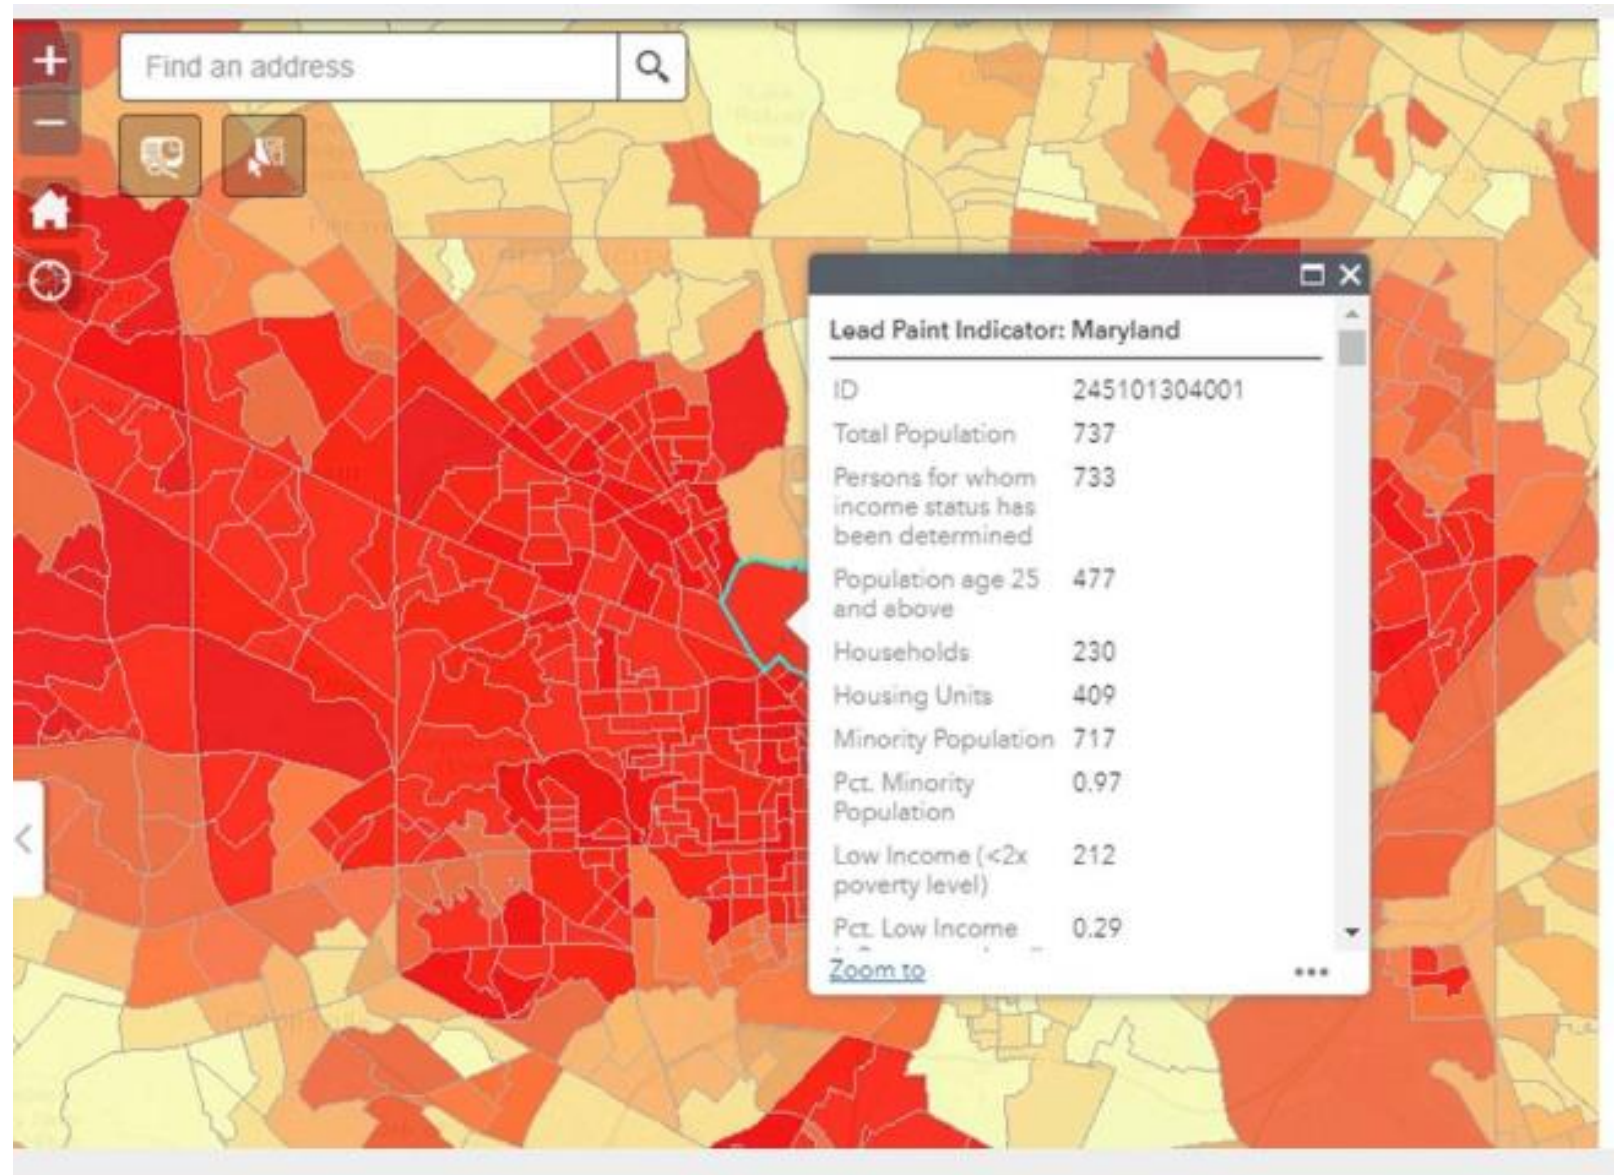 Find an address
Lead Paint Indicator: Maryland
ID 245101304001
Total Population 737
Persons for whom 733
income status has
been determined
Population age 25 477
and above
Households 230
Housing Units 409
Minority Population 717
Pct. Minority 0.97
Population
Low Income (<2x 212
poverty level)
Pct. Low Income 0.29
Zoom to